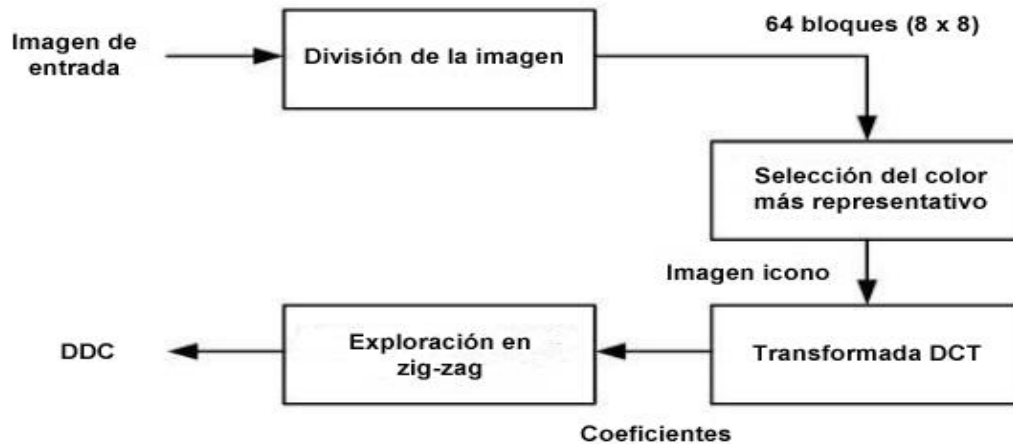 Imagen de
entrada
División de la imagen
64 bloques (8 x 8)
Selección del color
más representativo
Imagen icono
Transformada DCT
Coeficientes
Exploración en
zig-zag
DDC